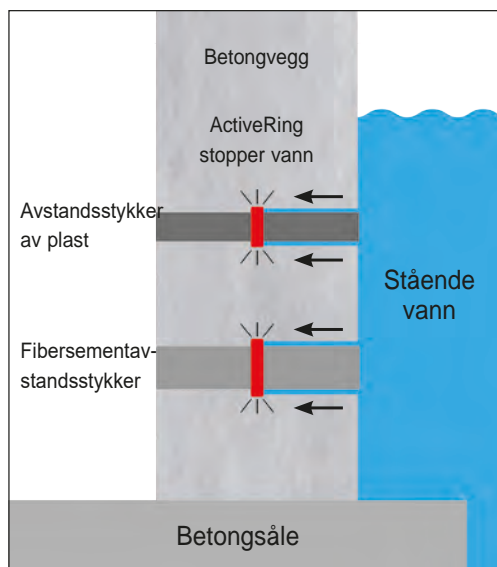 Betongvegg
ActiveRing
stopper vann
Avstandsstykker
av plast
Stående
vann
Fibersementav-
standsstykker
Betongsåle